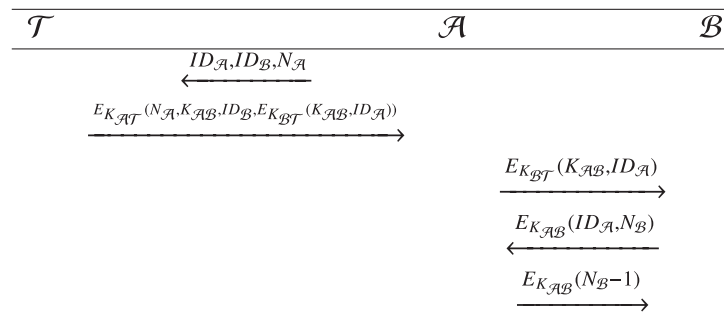 𝒯 𝒜 ℬ
ID_𝒜,ID_ℬ,N_𝒜
E_{K_{𝒜𝒯}}(N_𝒜,K_{𝒜ℬ},ID_ℬ,E_{K_{ℬ𝒯}}(K_{𝒜ℬ},ID_𝒜))
E_{K_{ℬ𝒯}}(K_{𝒜ℬ},ID_𝒜)
E_{K_{𝒜ℬ}}(ID_𝒜,N_ℬ)
E_{K_{𝒜ℬ}}(N_ℬ−1)